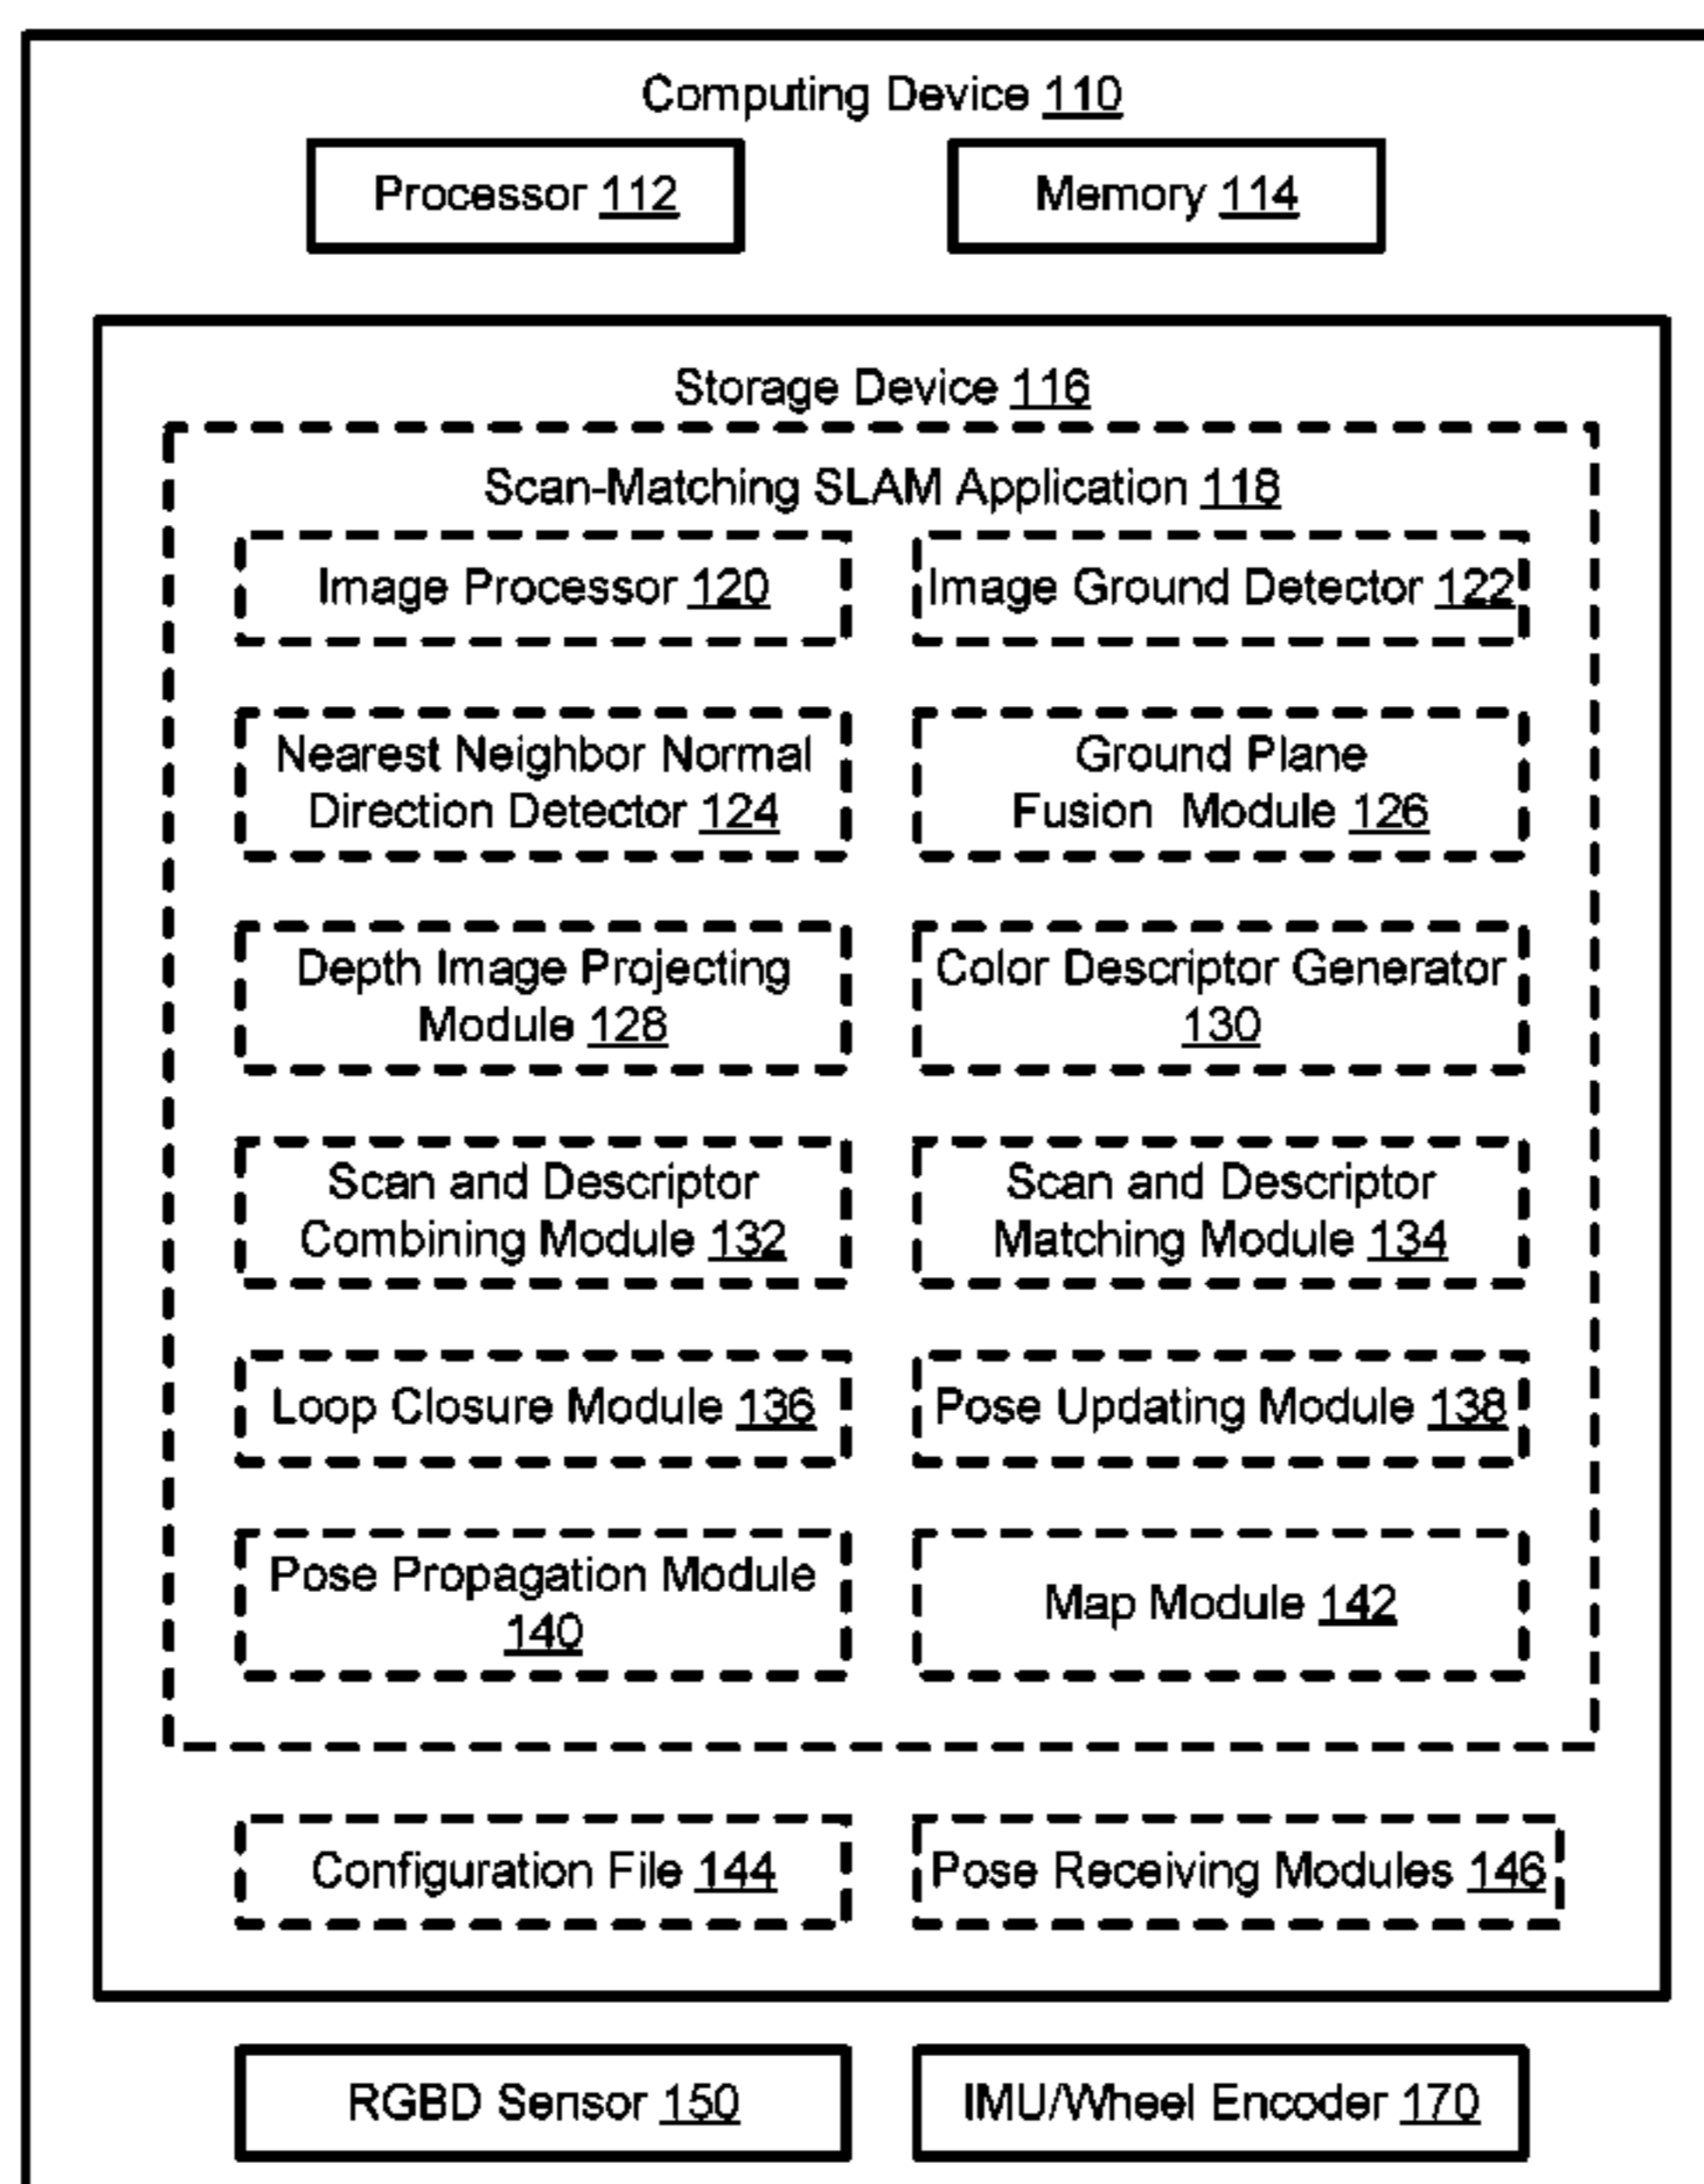 Computing Device 110
Processor 112
Memory 114
Storage Device 116
Scan-Matching SLAM Application 118
Image Processor 120
Image Ground Detector 122
Nearest Neighbor Normal
Direction Detector 124
Ground Plane
Fusion Module 126
Depth Image Projecting
Module 128
Color Descriptor Generator
130
Scan and Descriptor
Combining Module 132
Scan and Descriptor
Matching Module 134
Loop Closure Module 136
Pose Updating Module 138
Pose Propagation Module
140
Map Module 142
Configuration File 144
Pose Receiving Modules 146
RGBD Sensor 150
IMU/Wheel Encoder 170